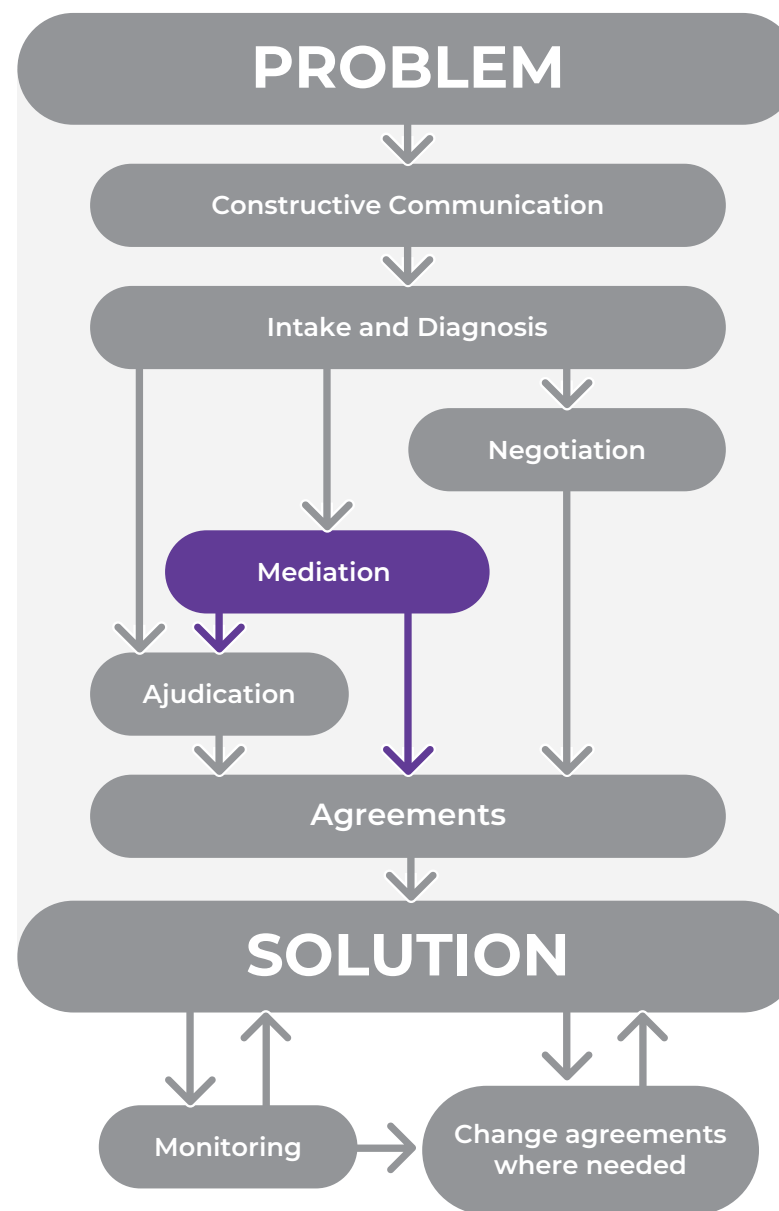 PROBLEM
Constructive Communication
Intake and Diagnosis
Negotiation
Mediation
Ajudication
Agreements
SOLUTION
Monitoring
Change agreements
where needed